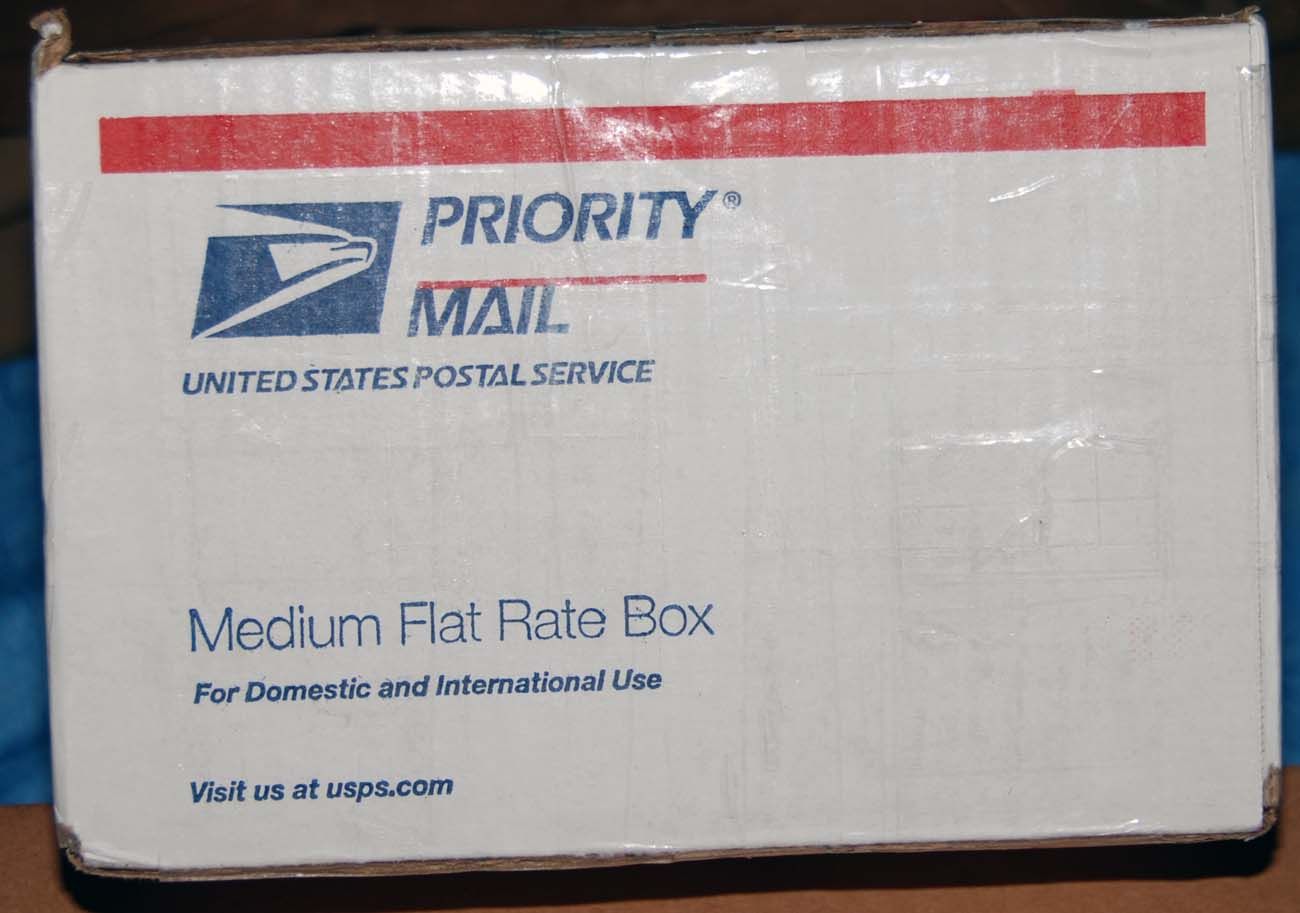 PRIORITY®
MAIL
UNITED STATES POSTAL SERVICE
Medium Flat Rate Box
For Domestic and International Use
Visit us at usps.com